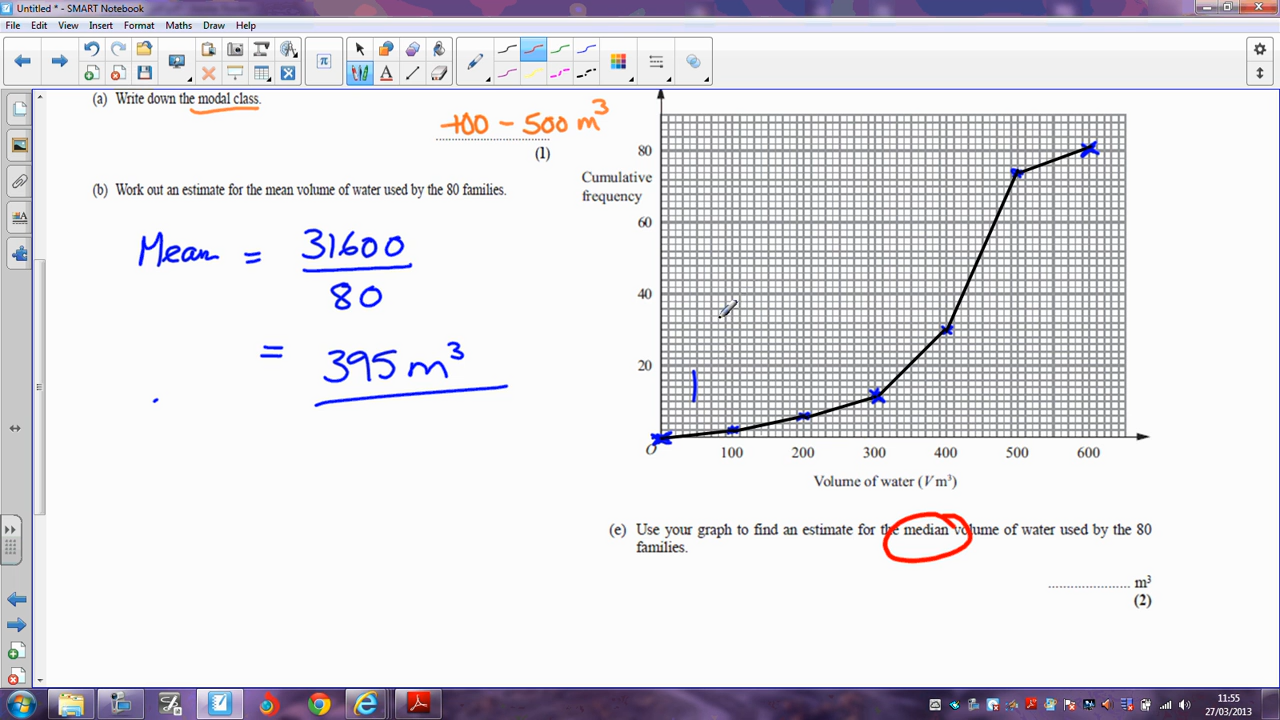 Untitled * - SMART Notebook
File Edit View Insert Format Maths Draw Help
(a) Write down the modal class.
400 - 500 m³
(1)
(b) Work out an estimate for the mean volume of water used by the 80 families.
Mean = 31600
80
= 395 m³
80
Cumulative
frequency
60
40
20
O 100 200 300 400 500 600
Volume of water (V m³)
(e) Use your graph to find an estimate for the median volume of water used by the 80
families.
.................... m³
(2)
11:55
27/03/2013